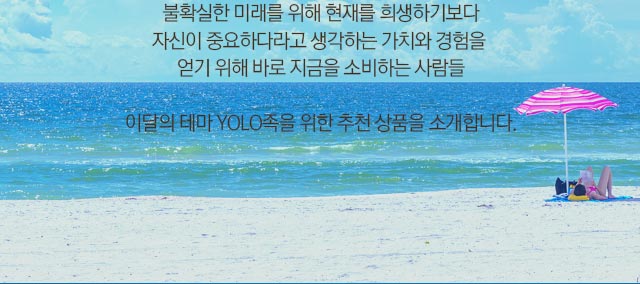 불확실한 미래를 위해 현재를 희생하기보다
자신이 중요하다라고 생각하는 가치와 경험을
얻기 위해 바로 지금을 소비하는 사람들
이달의 테마 YOLO족을 위한 추천 상품을 소개합니다.